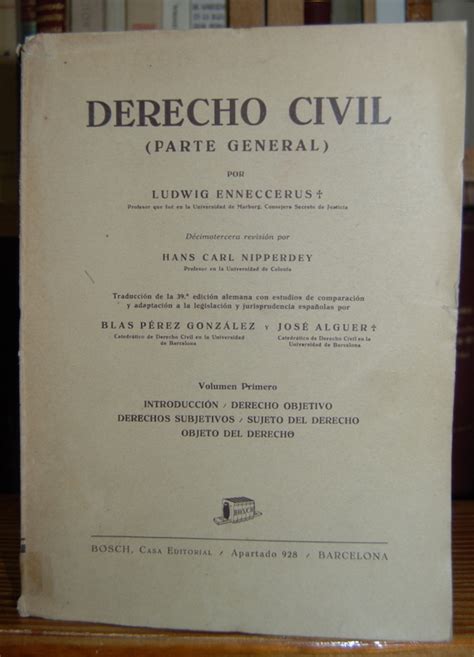 DERECHO CIVIL
(PARTE GENERAL)
POR
LUDWIG ENNECCERUS †
Profesor que fué en la Universidad de Marburg, Consejero Secreto de Justicia
Décimatercera revisión por
HANS CARL NIPPERDEY
Profesor en la Universidad de Colonia
Traducción de la 39.ª edición alemana con estudios de comparación
y adaptación a la legislación y jurisprudencia españolas por
BLAS PÉREZ GONZÁLEZ Y JOSÉ ALGUER †
Catedrático de Derecho Civil en la Universidad de Barcelona
Catedrático de Derecho Civil en la Universidad de Barcelona
Volumen Primero
INTRODUCCIÓN / DERECHO OBJETIVO
DERECHOS SUBJETIVOS / SUJETO DEL DERECHO
OBJETO DEL DERECHO
BOSCH
BOSCH, CASA EDITORIAL / Apartado 928 / BARCELONA